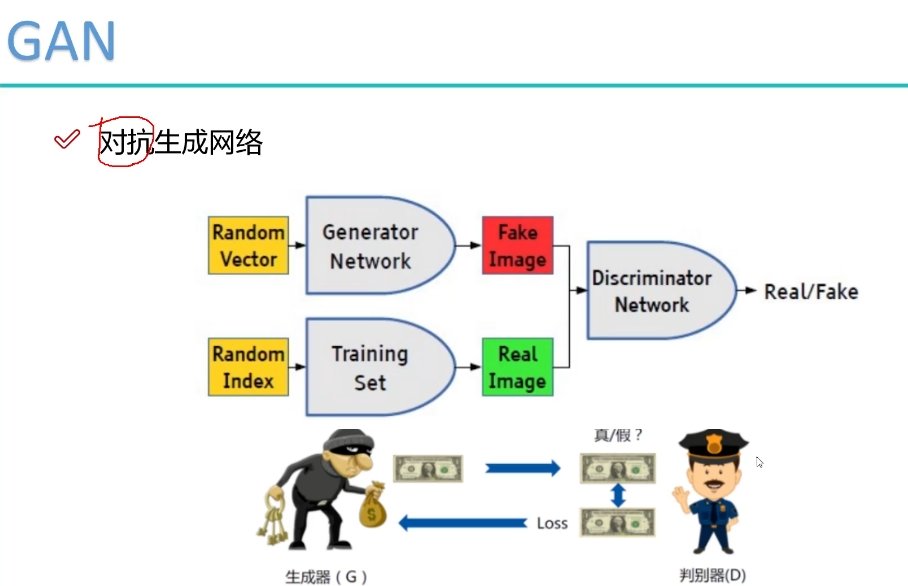 GAN
对抗生成网络
Random
Vector
Generator
Network
Fake
Image
Discriminator
Network
Real/Fake
Random
Index
Training
Set
Real
Image
真/假？
Loss
生成器（G）
判别器(D)